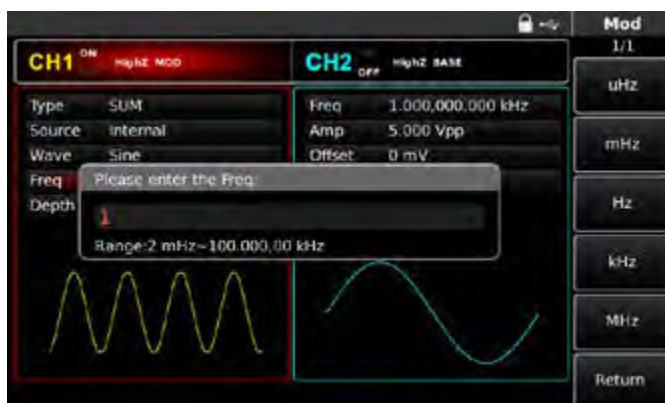 Mod
1/1
CH1 ON HighZ MOD
CH2 OFF HighZ BASE
uHz
Type SUM
Freq 1.000,000,000 kHz
Source Internal
Amp 5.000 Vpp
mHz
Wave Sine
Offset 0 mV
Freq
Please enter the Freq:
Depth
1
Hz
Range:2 mHz~100.000,00 kHz
kHz
MHz
Return